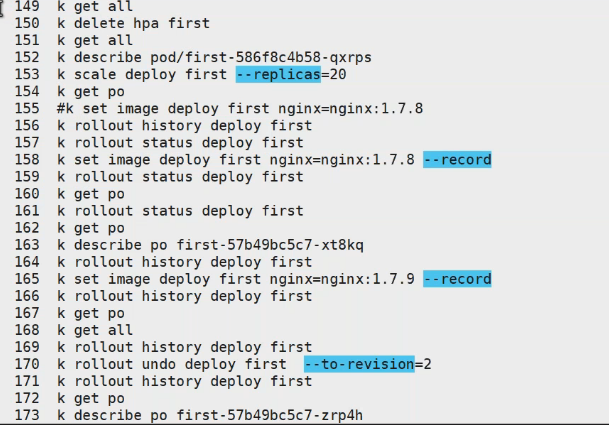 149 k get all
150 k delete hpa first
151 k get all
152 k describe pod/first-586f8c4b58-qxrps
153 k scale deploy first --replicas=20
154 k get po
155 #k set image deploy first nginx=nginx:1.7.8
156 k rollout history deploy first
157 k rollout status deploy first
158 k set image deploy first nginx=nginx:1.7.8 --record
159 k rollout status deploy first
160 k get po
161 k rollout status deploy first
162 k get po
163 k describe po first-57b49bc5c7-xt8kq
164 k rollout history deploy first
165 k set image deploy first nginx=nginx:1.7.9 --record
166 k rollout history deploy first
167 k get po
168 k get all
169 k rollout history deploy first
170 k rollout undo deploy first --to-revision=2
171 k rollout history deploy first
172 k get po
173 k describe po first-57b49bc5c7-zrp4h